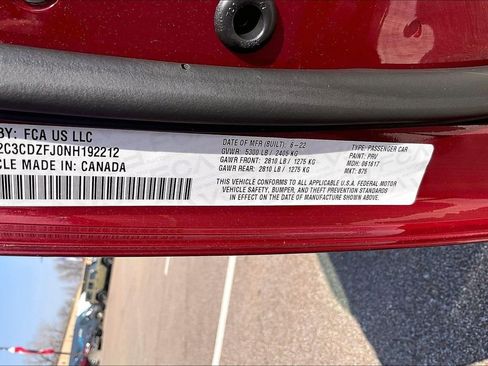 BY: FCA US LLC
2C3CDZFJ0NH192212
CLE MADE IN: CANADA
DATE OF MFR (BUILT): 6-22
GVWR: 5300 LB / 2405 KG
GAWR FRONT: 2810 LB / 1275 KG
GAWR REAR: 2810 LB / 1275 KG
TYPE: PASSENGER CAR
PAINT: PRV
MDH: 061617
MKT: 875
THIS VEHICLE CONFORMS TO ALL APPLICABLE U.S.A. FEDERAL MOTOR
VEHICLE SAFETY, BUMPER, AND THEFT PREVENTION STANDARDS
IN EFFECT ON THE DATE OF MANUFACTURE SHOWN ABOVE.